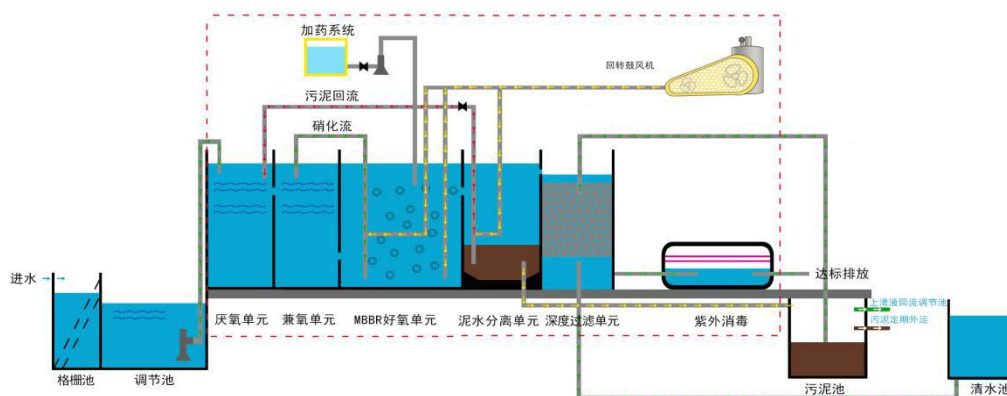 加药系统
回转鼓风机
污泥回流
硝化流
进水
达标排放
上清液回流调节池
污泥定期外运
厌氧单元
兼氧单元
MBBR好氧单元
泥水分离单元
深度过滤单元
紫外消毒
格栅池
调节池
污泥池
清水池